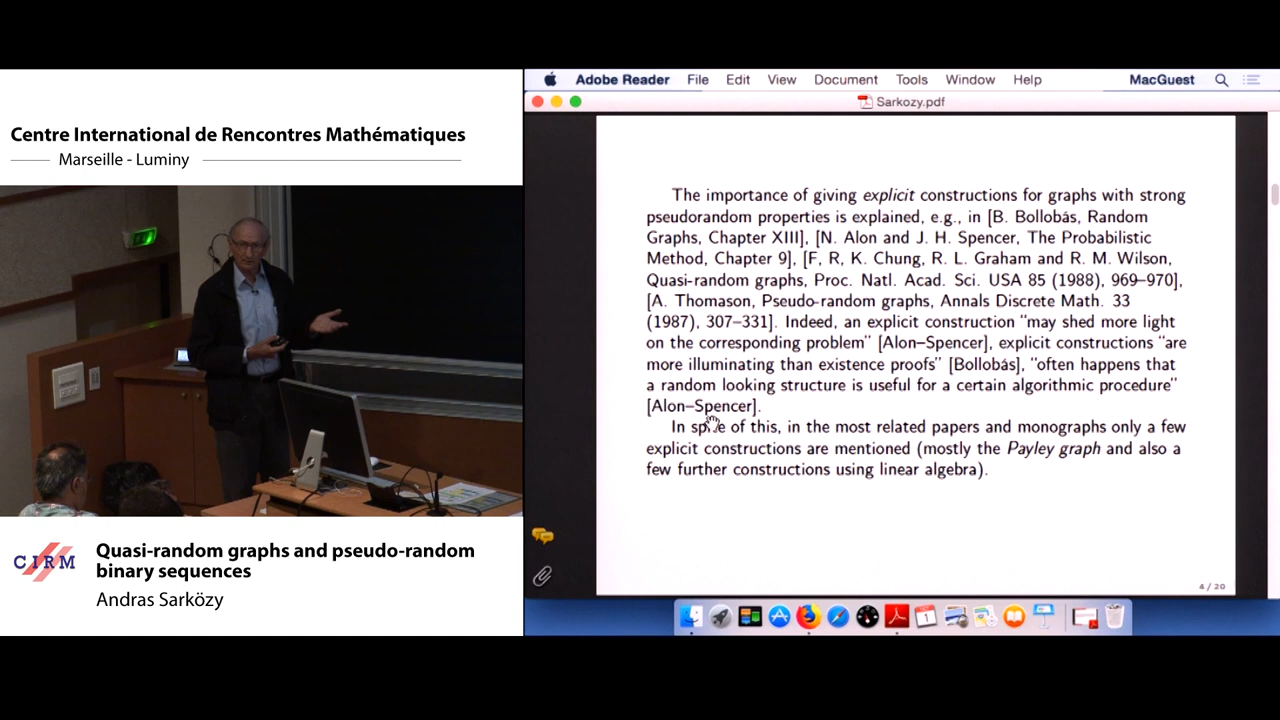 Centre International de Rencontres Mathématiques
Marseille - Luminy
CIRM
Quasi-random graphs and pseudo-random
binary sequences
Andras Sarközy
Adobe Reader File Edit View Document Tools Window Help MacGuest
Sarkozy.pdf
The importance of giving explicit constructions for graphs with strong
pseudorandom properties is explained, e.g., in [B. Bollobás, Random
Graphs, Chapter XIII], [N. Alon and J. H. Spencer, The Probabilistic
Method, Chapter 9], [F, R, K. Chung, R. L. Graham and R. M. Wilson,
Quasi-random graphs, Proc. Natl. Acad. Sci. USA 85 (1988), 969–970],
[A. Thomason, Pseudo-random graphs, Annals Discrete Math. 33
(1987), 307–331]. Indeed, an explicit construction "may shed more light
on the corresponding problem" [Alon–Spencer], explicit constructions "are
more illuminating than existence proofs" [Bollobás], "often happens that
a random looking structure is useful for a certain algorithmic procedure"
[Alon–Spencer].
In spite of this, in the most related papers and monographs only a few
explicit constructions are mentioned (mostly the Payley graph and also a
few further constructions using linear algebra).
4 / 20
1